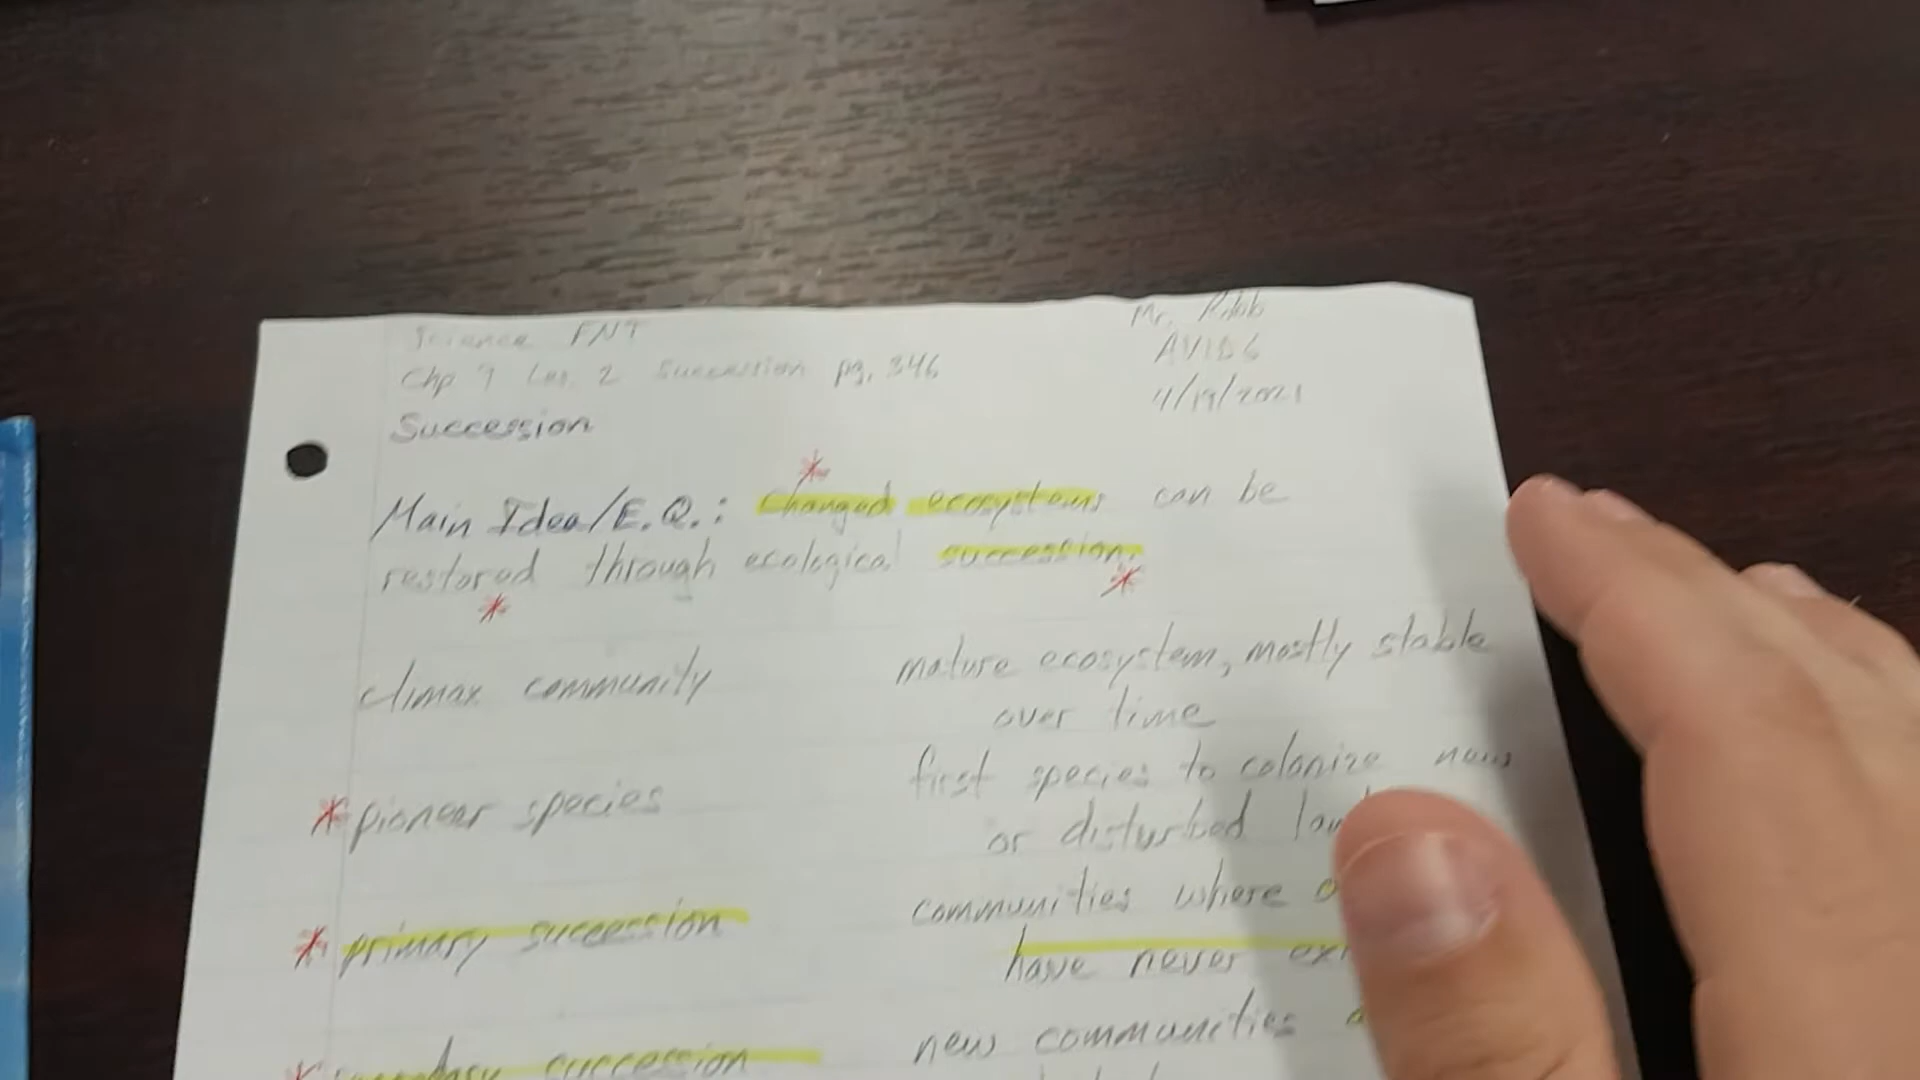 Science FNT
Mr.
Chp 9 Les. 2 Succession pg. 346
AVID 6
4/19/2021
Succession
Main Idea/E.Q.: Changed ecosystems can be
restored through ecological succession.
climax community
mature ecosystem, mostly stable
over time
pioneer species
first species to colonize new
or disturbed
primary succession
communities where
have never
secondary succession
new communities